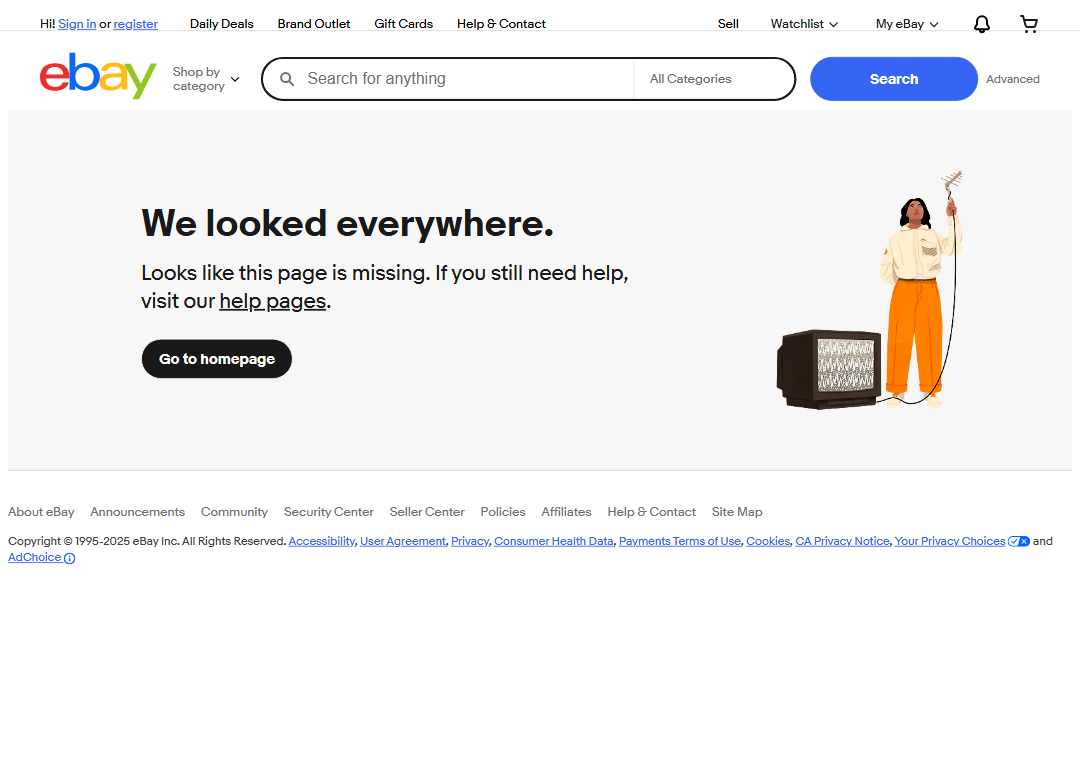 Hi! Sign in or register Daily Deals Brand Outlet Gift Cards Help & Contact Sell Watchlist My eBay
ebay
Shop by
category
Search for anything All Categories Search Advanced
We looked everywhere.
Looks like this page is missing. If you still need help,
visit our help pages.
Go to homepage
About eBay Announcements Community Security Center Seller Center Policies Affiliates Help & Contact Site Map
Copyright © 1995-2025 eBay Inc. All Rights Reserved. Accessibility, User Agreement, Privacy, Consumer Health Data, Payments Terms of Use, Cookies, CA Privacy Notice, Your Privacy Choices and
AdChoice